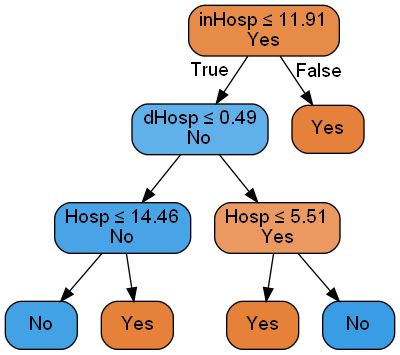 inHosp ≤ 11.91
Yes
True
False
dHosp ≤ 0.49
No
Yes
Hosp ≤ 14.46
No
Hosp ≤ 5.51
Yes
No
Yes
Yes
No